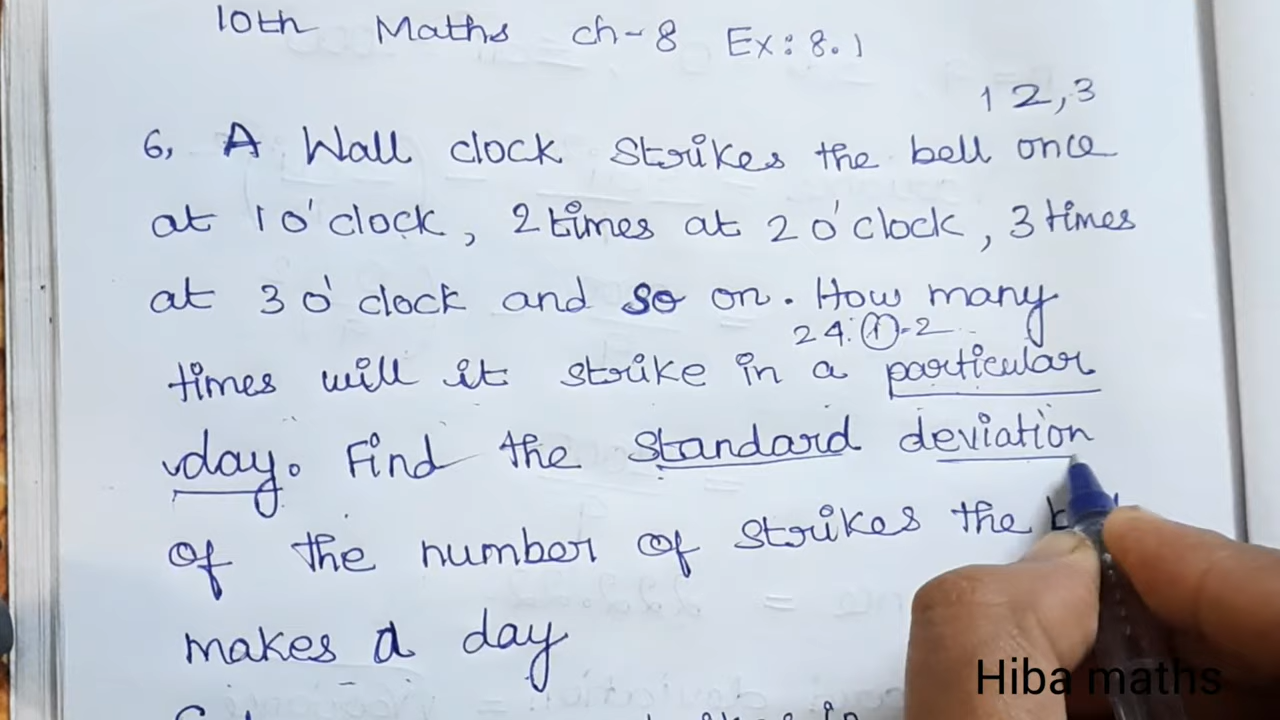 10th Maths ch-8 Ex: 8.1
1 2,3
6, A Wall clock strikes the bell once
at 1 o'clock, 2 times at 2 o'clock, 3 times
at 3 o' clock and so on. How many
24. 1-2
times will it strike in a particular
day. Find the standard deviation
of the number of strikes the
makes a day
Hiba maths